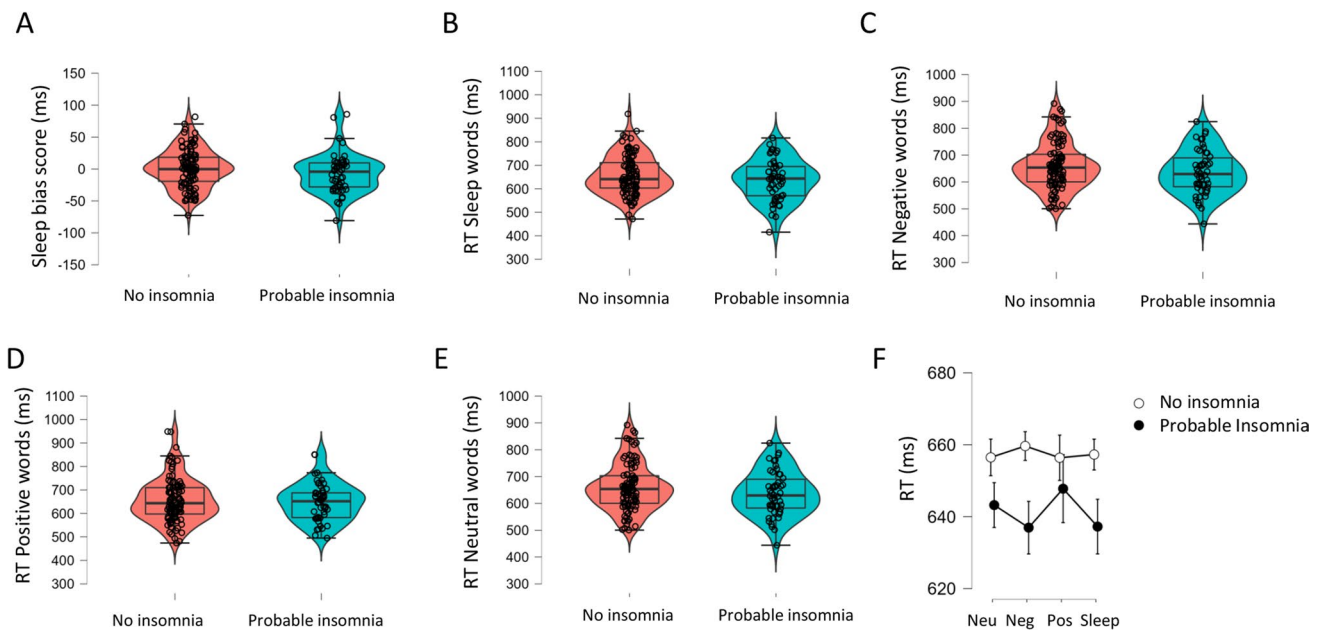 A
Sleep bias score (ms)
150
100
50
0
-50
-100
-150
No insomnia
Probable insomnia
B
RT Sleep words (ms)
1100
1000
900
800
700
600
500
400
300
No insomnia
Probable insomnia
C
RT Negative words (ms)
1000
900
800
700
600
500
400
300
No insomnia
Probable insomnia
D
RT Positive words (ms)
1100
1000
900
800
700
600
500
400
300
No insomnia
Probable insomnia
E
RT Neutral words (ms)
1000
900
800
700
600
500
400
300
No insomnia
Probable insomnia
F
RT (ms)
680
660
640
620
Neu Neg Pos Sleep
No insomnia
Probable Insomnia